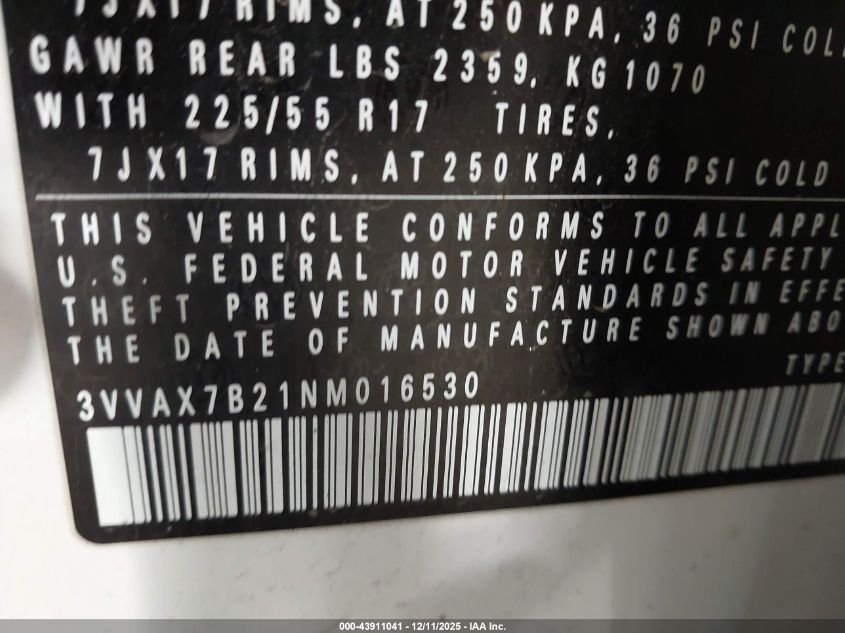 7JX17 RIMS, AT 250 KPA, 36 PSI COL
GAWR REAR LBS 2359, KG1070
WITH 225/55 R17 TIRES,
7JX17 RIMS, AT 250 KPA, 36 PSI COLD
THIS VEHICLE CONFORMS TO ALL APPL
U.S. FEDERAL MOTOR VEHICLE SAFETY
THEFT PREVENTION STANDARDS IN EFFE
THE DATE OF MANUFACTURE SHOWN ABO
TYPE
3VVAX7B21NM016530
000-43911041 - 12/11/2025 - IAA Inc.